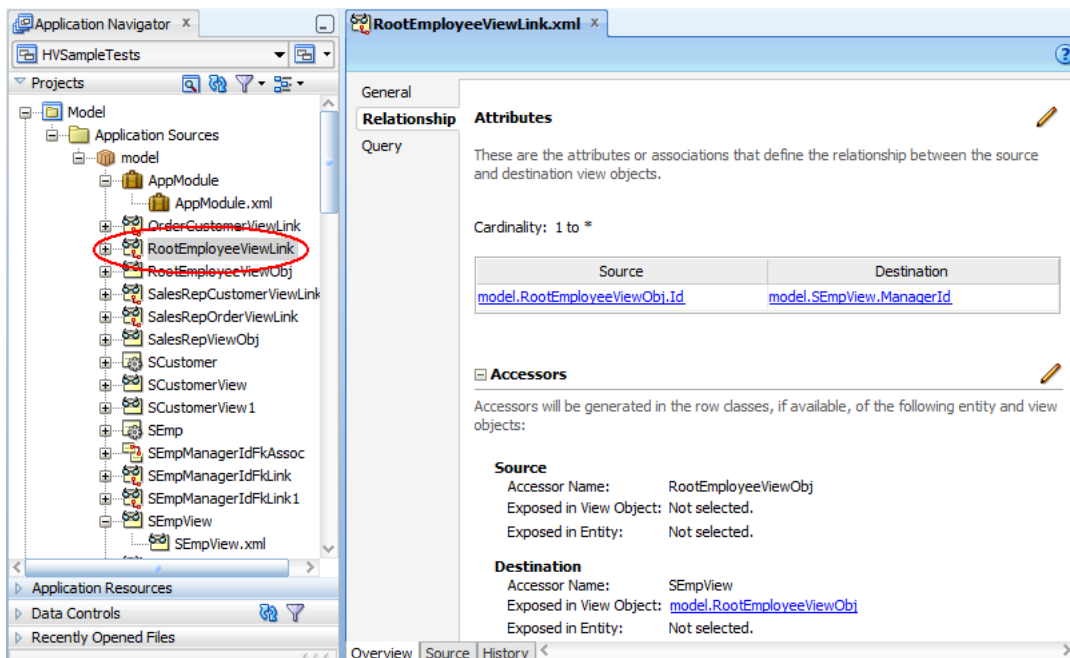 Application Navigator
HVSampleTests
Projects
Model
Application Sources
model
AppModule
AppModule.xml
OrderCustomerViewLink
RootEmployeeViewLink
RootEmployeeViewObj
SalesRepCustomerViewLink
SalesRepOrderViewLink
SalesRepViewObj
SCustomer
SCustomerView
SCustomerView1
SEmp
SEmpManagerIdFkAssoc
SEmpManagerIdFkLink
SEmpManagerIdFkLink1
SEmpView
SEmpView.xml
Application Resources
Data Controls
Recently Opened Files
RootEmployeeViewLink.xml
General
Relationship
Query
Attributes
These are the attributes or associations that define the relationship between the source
and destination view objects.
Cardinality: 1 to *
Source Destination
model.RootEmployeeViewObj.Id model.SEmpView.ManagerId
Accessors
Accessors will be generated in the row classes, if available, of the following entity and view
objects:
Source
Accessor Name: RootEmployeeViewObj
Exposed in View Object: Not selected.
Exposed in Entity: Not selected.
Destination
Accessor Name: SEmpView
Exposed in View Object: model.RootEmployeeViewObj
Exposed in Entity: Not selected.
Overview Source History